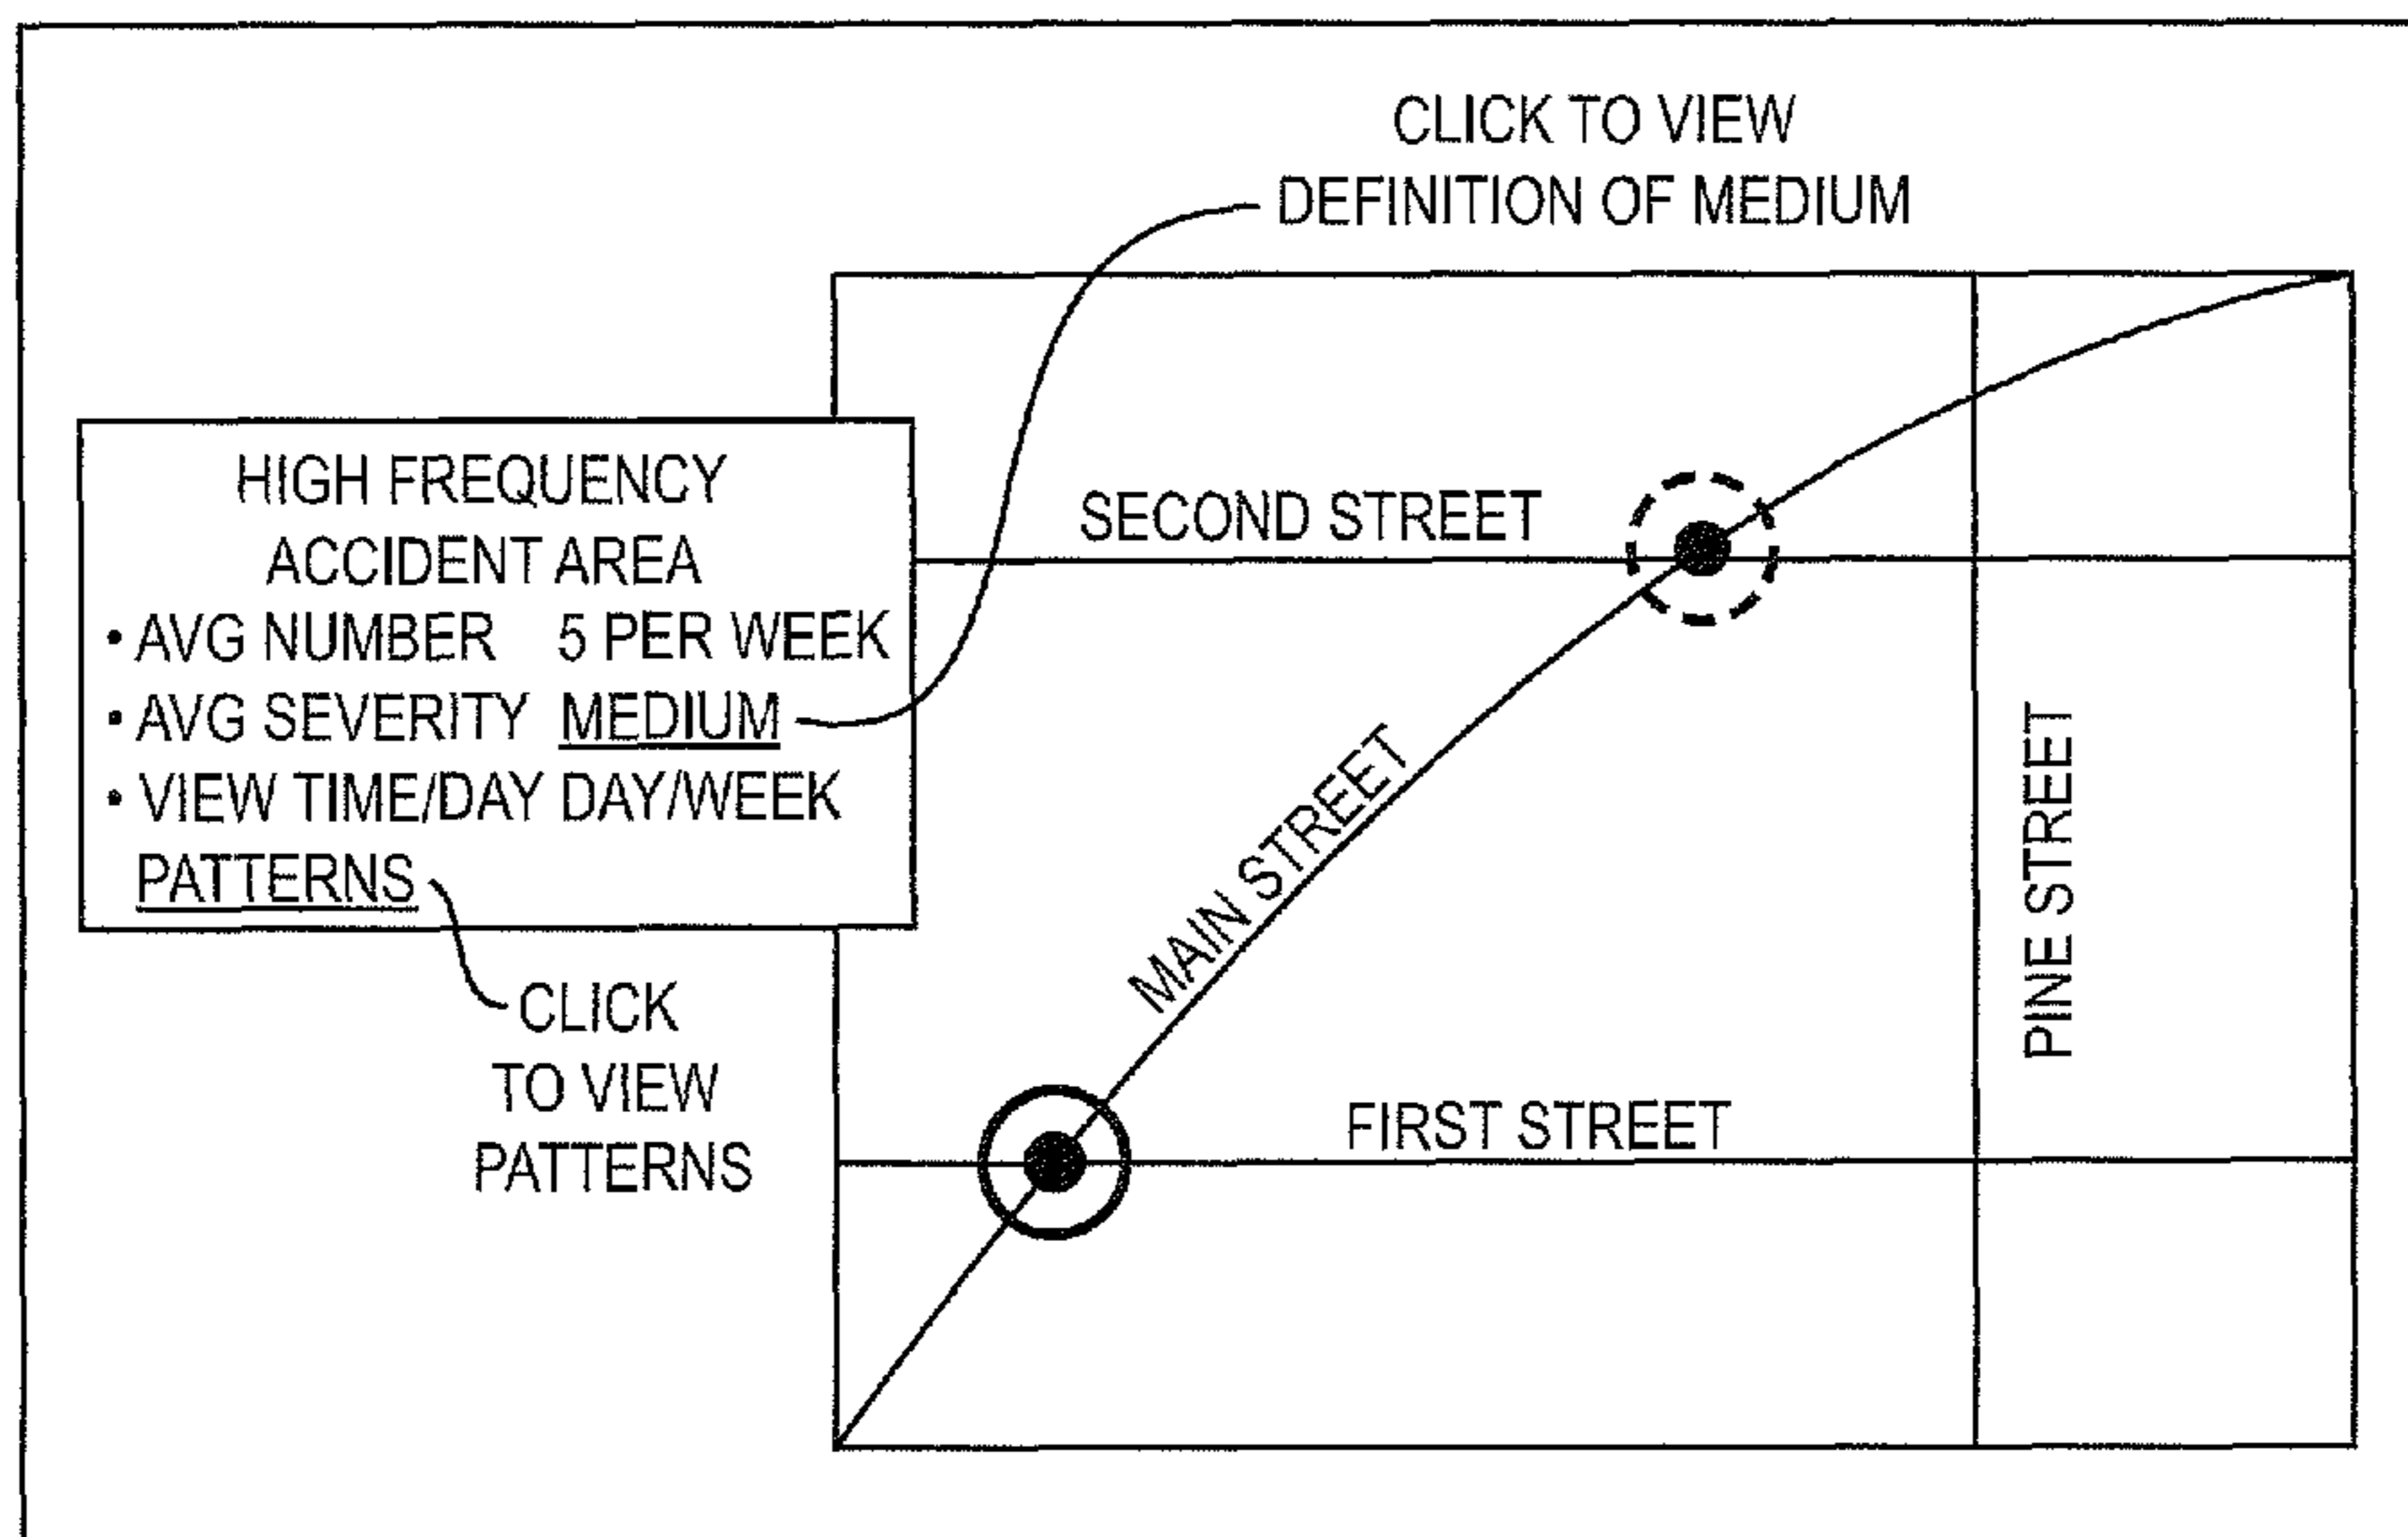 CLICK TO VIEW
DEFINITION OF MEDIUM
HIGH FREQUENCY
ACCIDENT AREA
• AVG NUMBER 5 PER WEEK
• AVG SEVERITY MEDIUM
• VIEW TIME/DAY DAY/WEEK
PATTERNS
CLICK
TO VIEW
PATTERNS
SECOND STREET
MAIN STREET
PINE STREET
FIRST STREET